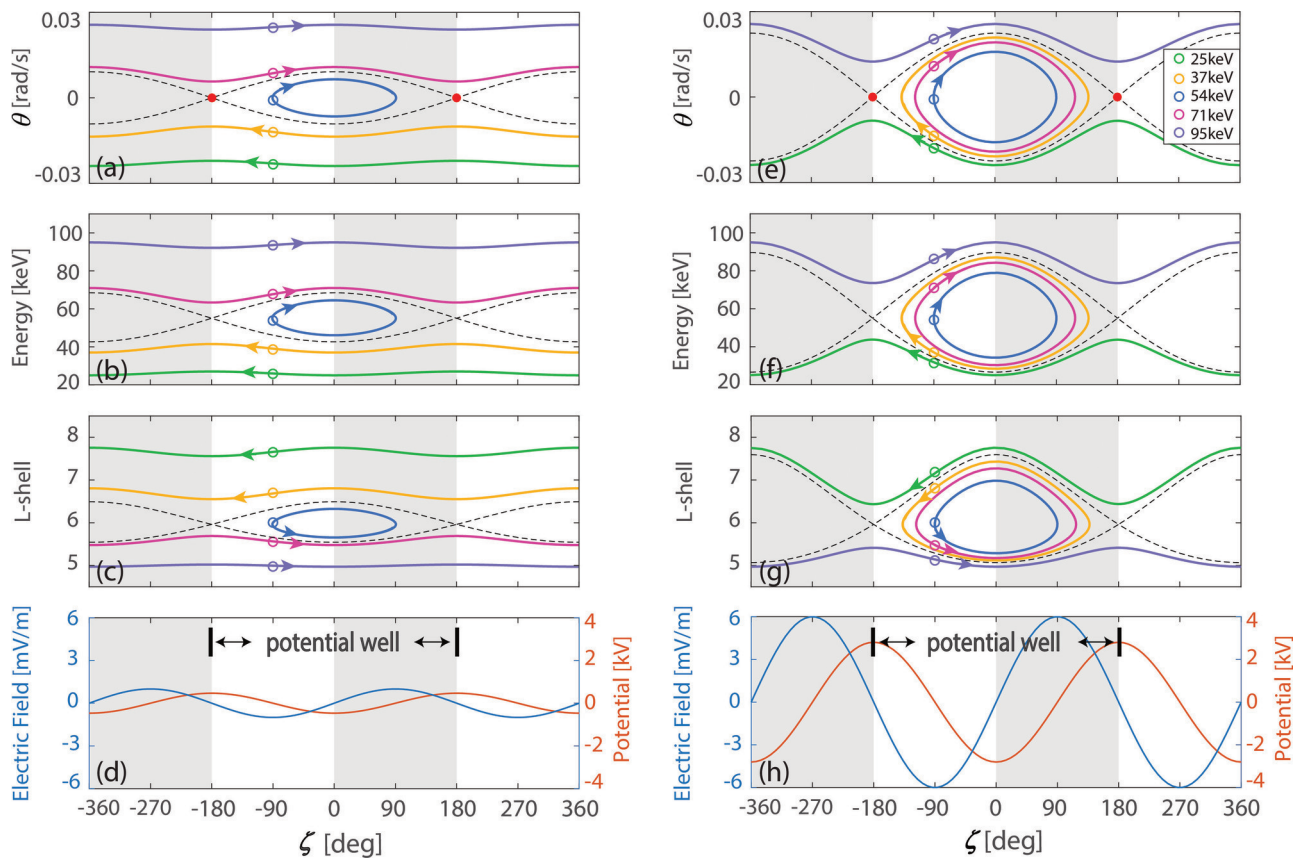 0.03
0
-0.03
θ [rad/s]
(a)
100
80
60
40
20
Energy [keV]
(b)
8
7
6
5
L-shell
(c)
6
3
0
-3
-6
Electric Field [mV/m]
potential well
4
2
0
-2
-4
Potential [kV]
(d)
-360 -270 -180 -90 0 90 180 270 360
ζ [deg]
0.03
0
-0.03
θ [rad/s]
25keV
37keV
54keV
71keV
95keV
(e)
100
80
60
40
20
Energy [keV]
(f)
8
7
6
5
L-shell
(g)
6
3
0
-3
-6
Electric Field [mV/m]
potential well
4
2
0
-2
-4
Potential [kV]
(h)
-360 -270 -180 -90 0 90 180 270 360
ζ [deg]